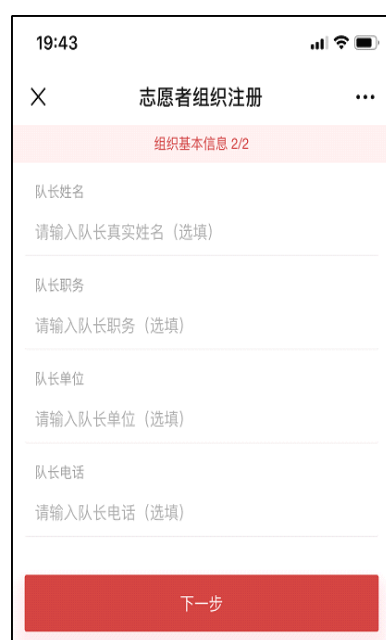 19:43
志愿者组织注册
组织基本信息 2/2
队长姓名
请输入队长真实姓名（选填）
队长职务
请输入队长职务（选填）
队长单位
请输入队长单位（选填）
队长电话
请输入队长电话（选填）
下一步